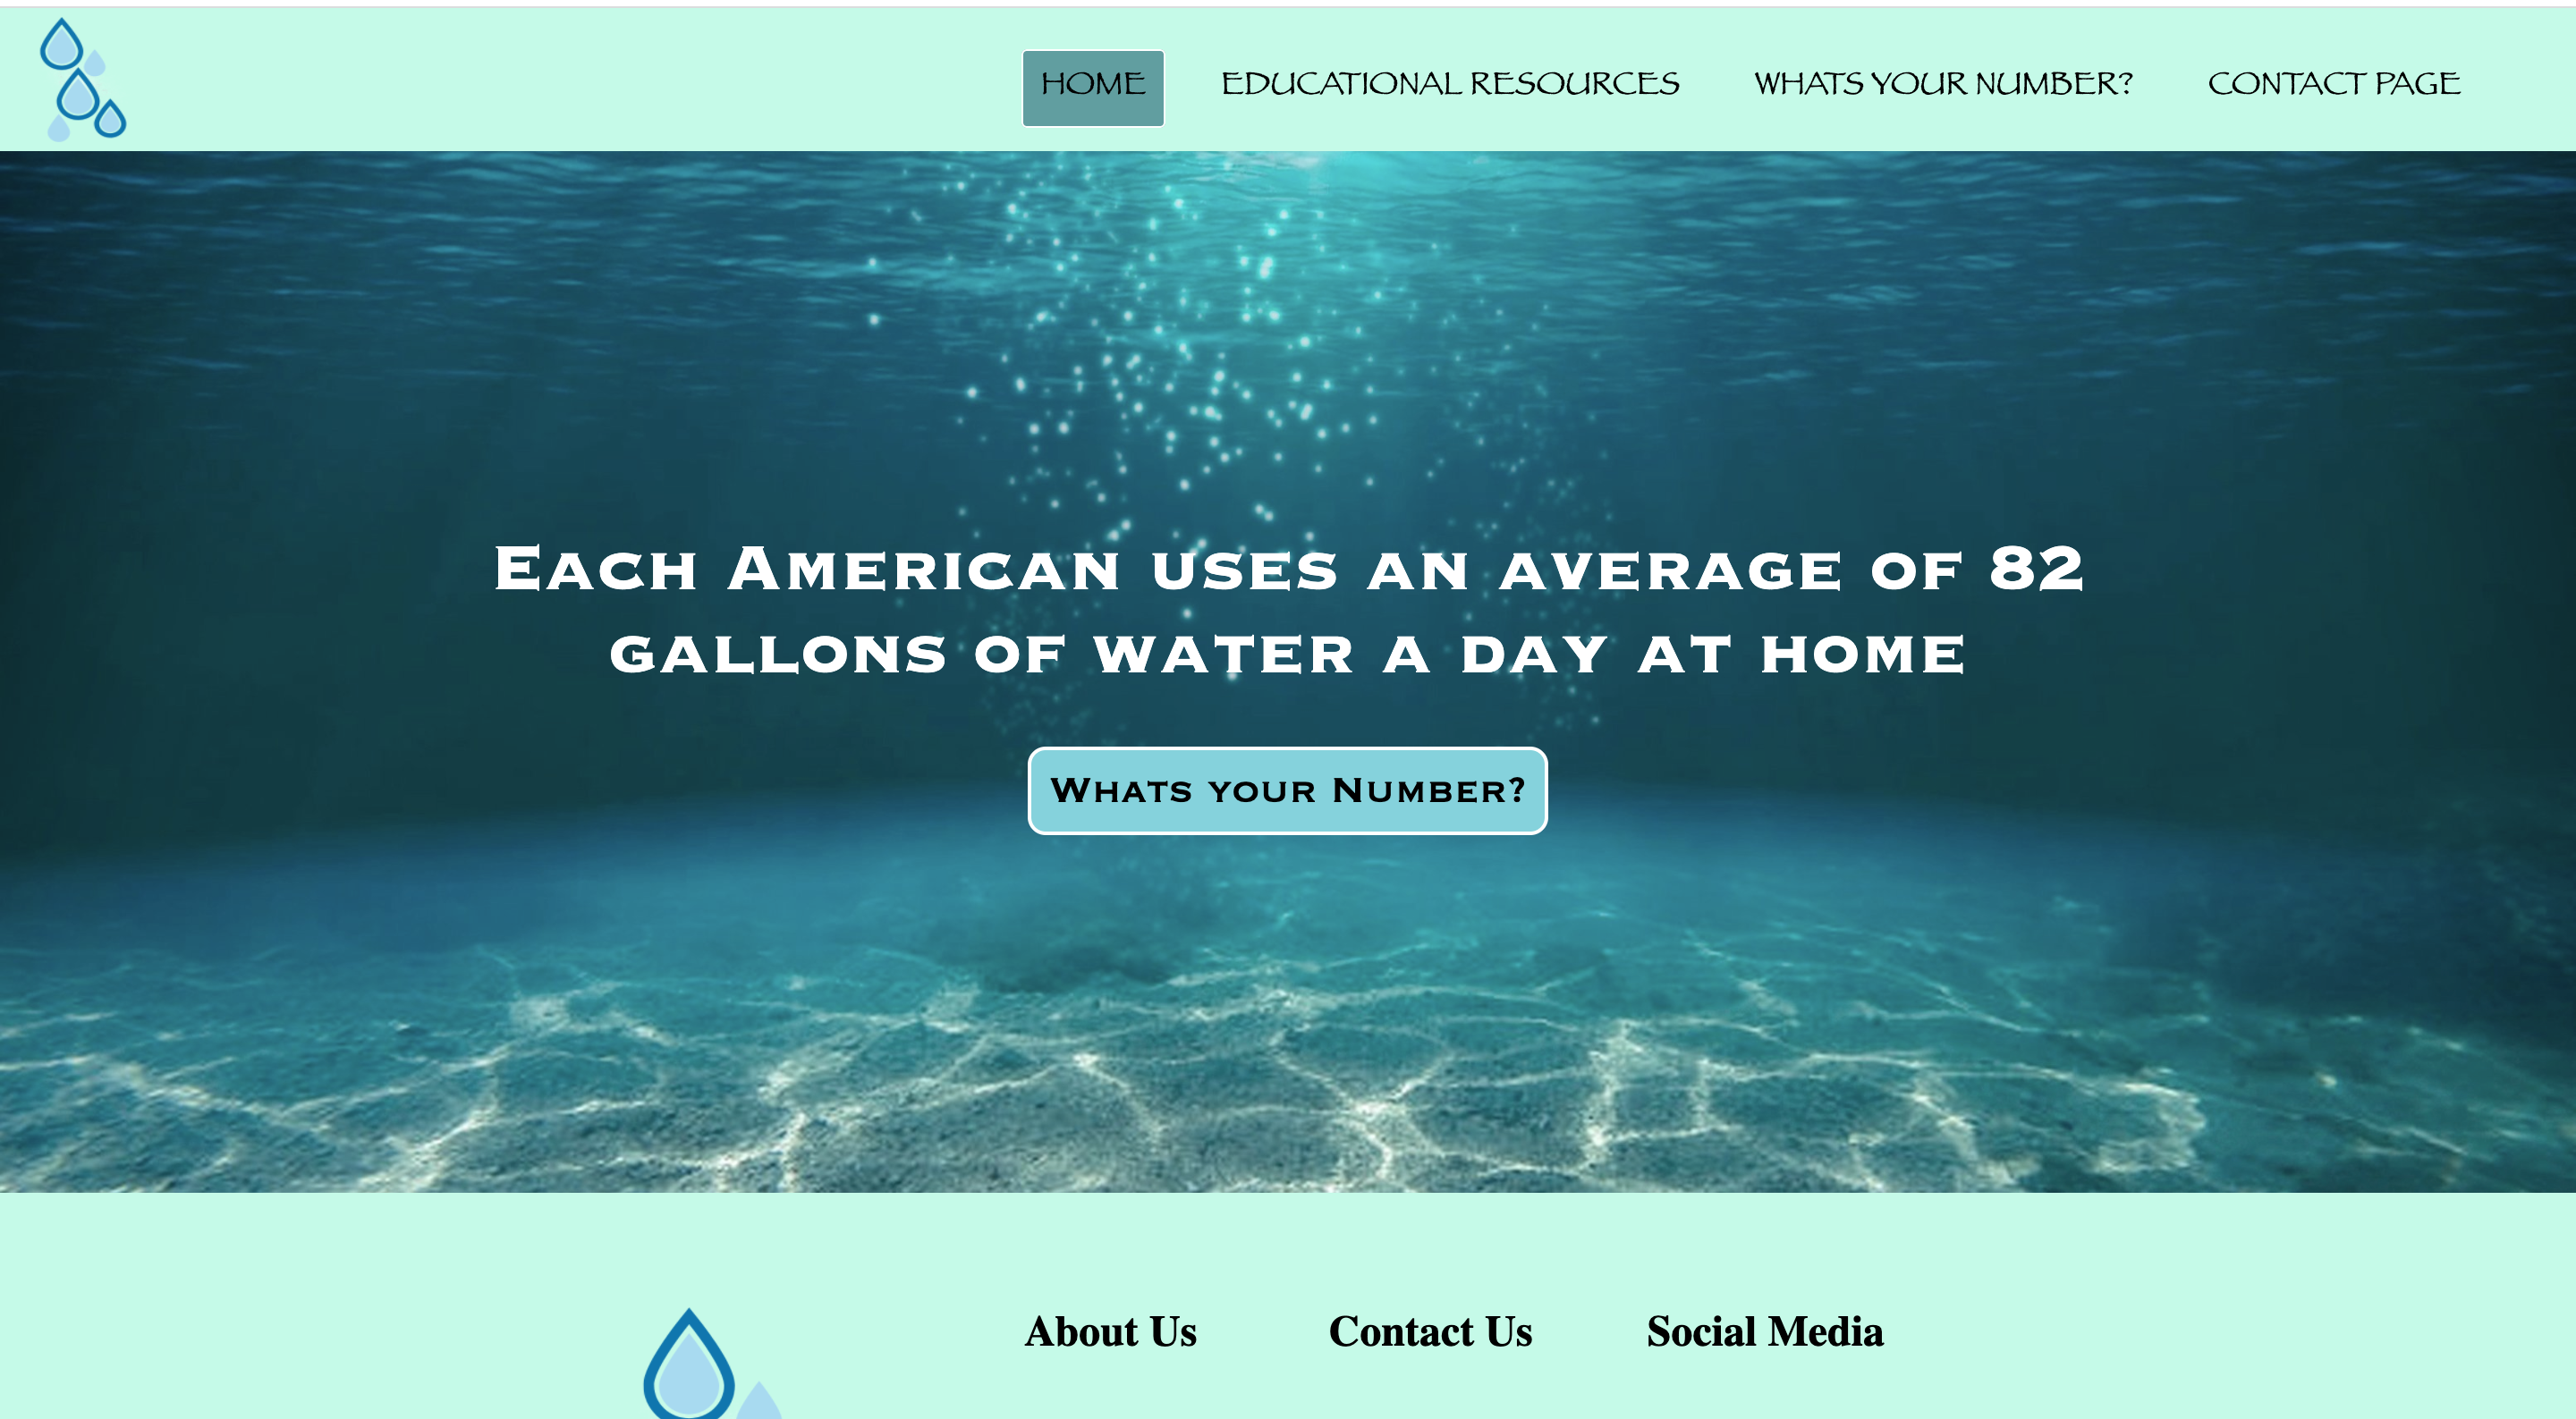 HOME EDUCATIONAL RESOURCES WHATS YOUR NUMBER? CONTACT PAGE
Each American uses an average of 82
gallons of water a day at home
Whats your Number?
About Us Contact Us Social Media